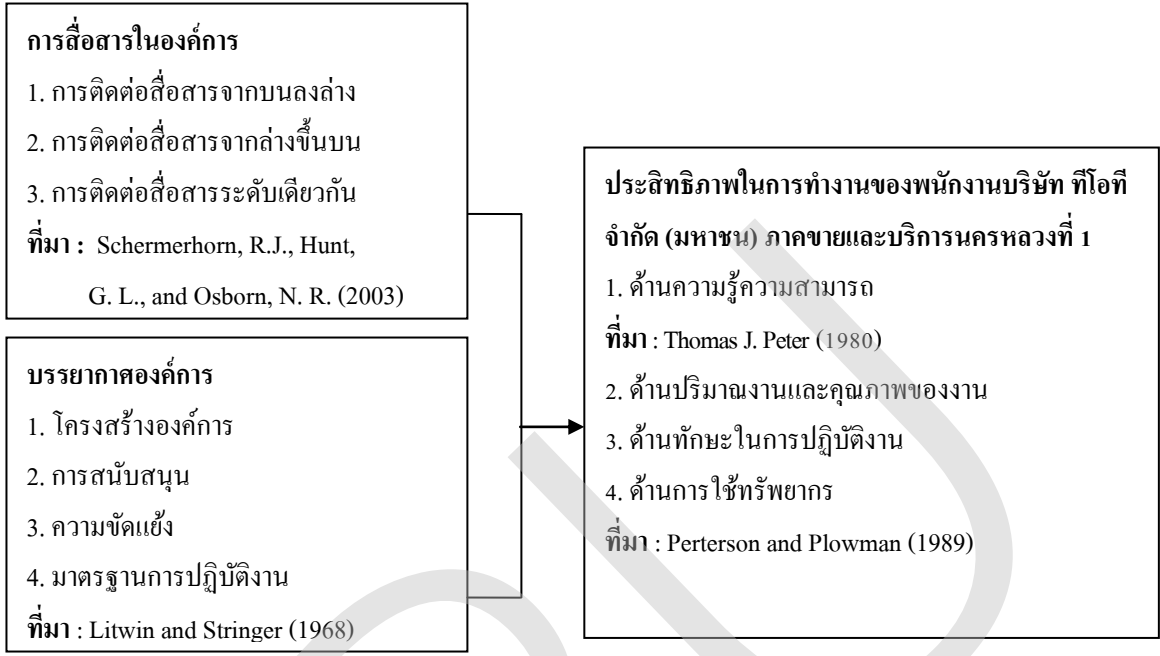 การสื่อสารในองค์การ
1. การติดต่อสื่อสารจากบนลงล่าง
2. การติดต่อสื่อสารจากล่างขึ้นบน
3. การติดต่อสื่อสารระดับเดียวกัน
ที่มา : Schermerhorn, R.J., Hunt,
G. L., and Osborn, N. R. (2003)
บรรยากาศองค์การ
1. โครงสร้างองค์การ
2. การสนับสนุน
3. ความขัดแย้ง
4. มาตรฐานการปฏิบัติงาน
ที่มา : Litwin and Stringer (1968)
ประสิทธิภาพในการทำงานของพนักงานบริษัท ทีโอที
จำกัด (มหาชน) ภาคขายและบริการนครหลวงที่ 1
1. ด้านความรู้ความสามารถ
ที่มา : Thomas J. Peter (1980)
2. ด้านปริมาณงานและคุณภาพของงาน
3. ด้านทักษะในการปฏิบัติงาน
4. ด้านการใช้ทรัพยากร
ที่มา : Perterson and Plowman (1989)